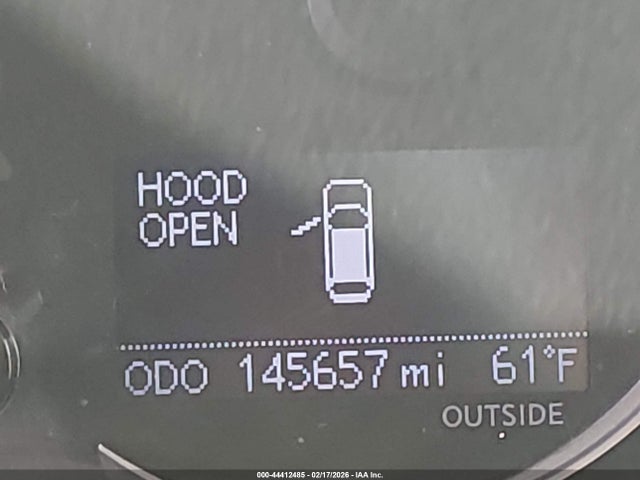 HOOD
OPEN
ODO 145657 mi 61°F
OUTSIDE
000-44412485 - 02/17/2026 - IAA Inc.